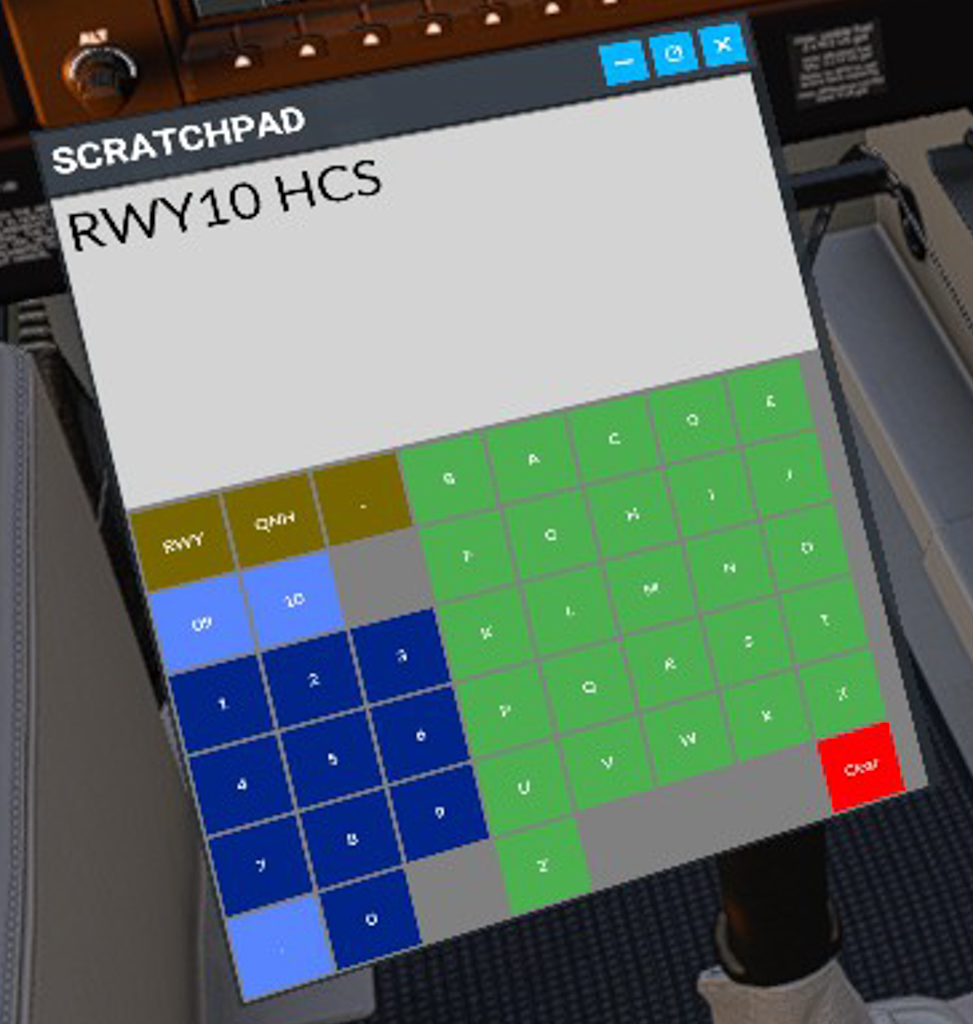 ALT
SCRATCHPAD
RWY10 HCS
RWY QNH - B A C D E
09 10 F G H I J
1 2 3 K L M N O
4 5 6 P Q R S T
7 8 9 U V W X
. 0 Z Clear